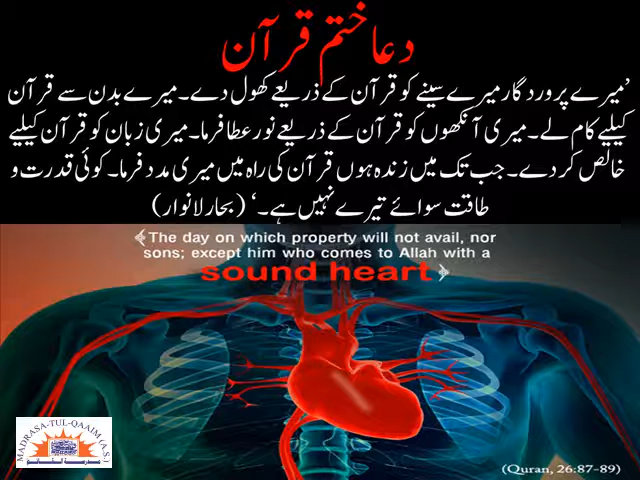 دعا ختم قرآن
’میرے پروردگار میرے سینے کو قرآن کے ذریعے کھول دے۔ میرے بدن سے قرآن
کیلیے کام لے۔ میری آنکھوں کو قرآن کے ذریعے نور عطا فرما۔ میری زبان کو قرآن کیلیے
خالص کر دے۔ جب تک میں زندہ ہوں قرآن کی راہ میں میری مدد فرما۔ کوئی قدرت و
طاقت سوائے تیرے نہیں ہے۔‘ (بحار لانوار)
﴾The day on which property will not avail, nor
sons; except him who comes to Allah with a
sound heart﴿
MADRASA-TUL-QAAIM (A.S.)
مدرسة القائم
(Quran, 26:87-89)